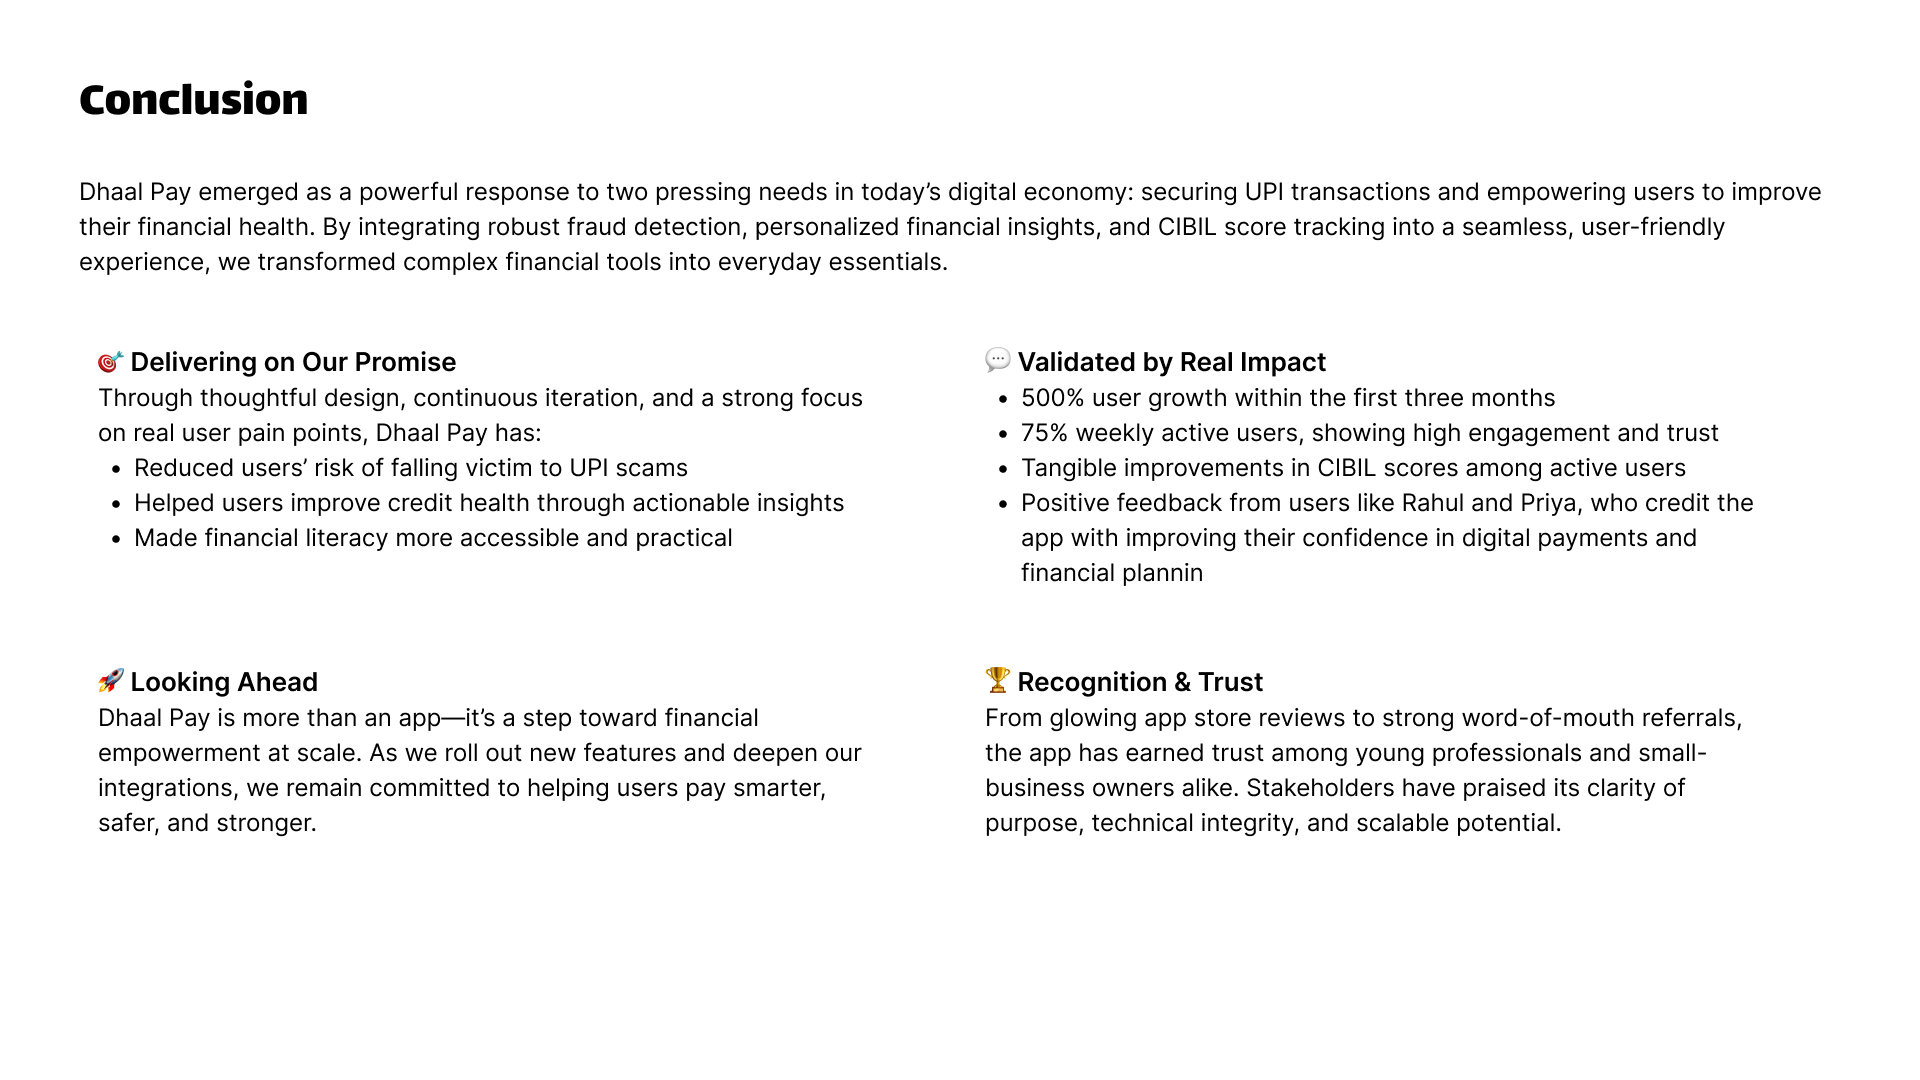 Conclusion
Dhaal Pay emerged as a powerful response to two pressing needs in today’s digital economy: securing UPI transactions and empowering users to improve
their financial health. By integrating robust fraud detection, personalized financial insights, and CIBIL score tracking into a seamless, user-friendly
experience, we transformed complex financial tools into everyday essentials.
🎯 Delivering on Our Promise
Through thoughtful design, continuous iteration, and a strong focus
on real user pain points, Dhaal Pay has:
• Reduced users’ risk of falling victim to UPI scams
• Helped users improve credit health through actionable insights
• Made financial literacy more accessible and practical
💬 Validated by Real Impact
• 500% user growth within the first three months
• 75% weekly active users, showing high engagement and trust
• Tangible improvements in CIBIL scores among active users
• Positive feedback from users like Rahul and Priya, who credit the
app with improving their confidence in digital payments and
financial plannin
🚀 Looking Ahead
Dhaal Pay is more than an app—it’s a step toward financial
empowerment at scale. As we roll out new features and deepen our
integrations, we remain committed to helping users pay smarter,
safer, and stronger.
🏆 Recognition & Trust
From glowing app store reviews to strong word-of-mouth referrals,
the app has earned trust among young professionals and small-
business owners alike. Stakeholders have praised its clarity of
purpose, technical integrity, and scalable potential.